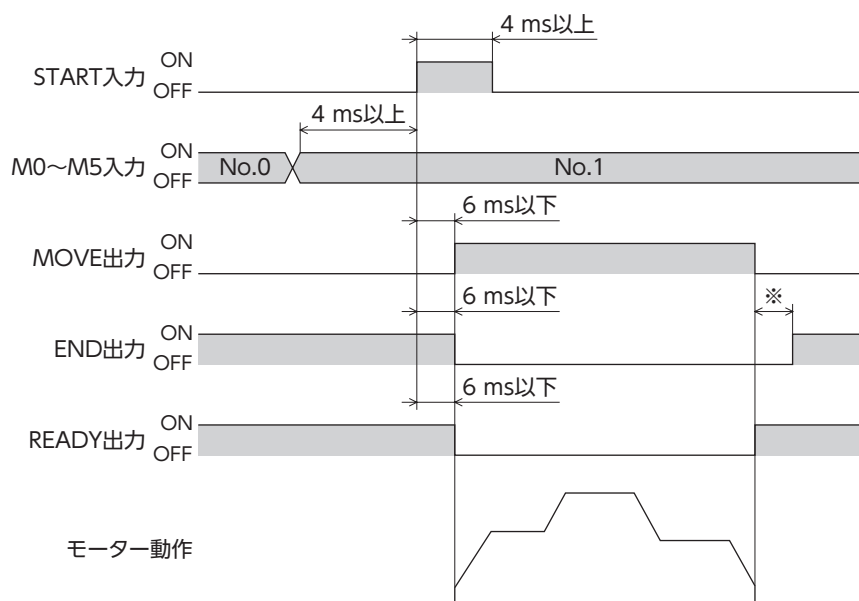 4 ms以上
START入力 ON
OFF
4 ms以上
M0～M5入力 ON No.0 No.1
OFF
6 ms以下
MOVE出力 ON
OFF
6 ms以下 ※
END出力 ON
OFF
6 ms以下
READY出力 ON
OFF
モーター動作